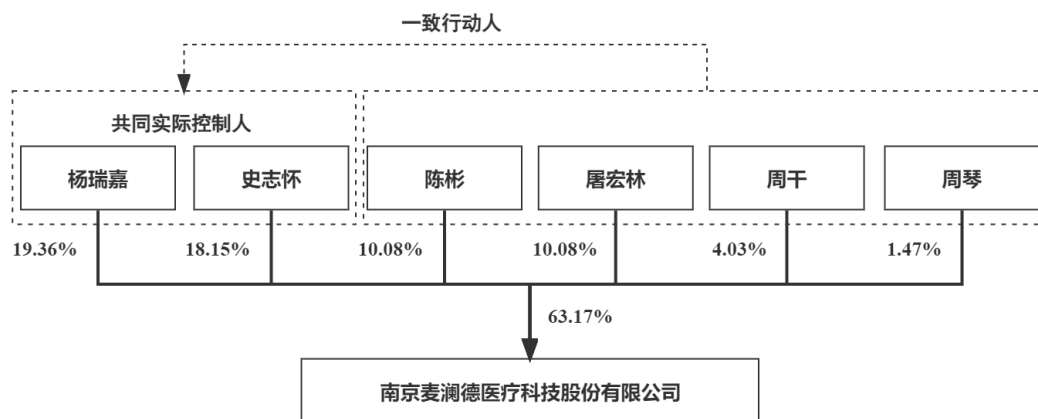 一致行动人
共同实际控制人
杨瑞嘉
史志怀
陈彬
屠宏林
周干
周琴
19.36%
18.15%
10.08%
10.08%
4.03%
1.47%
63.17%
南京麦澜德医疗科技股份有限公司